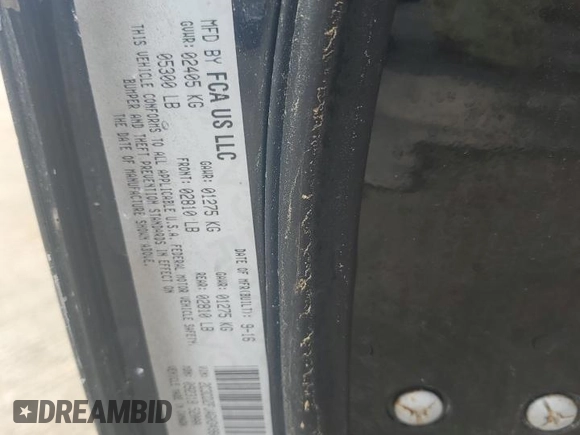 MFD BY FCA US LLC
DATE OF MFR(BUILT): 9-16
GVWR: 02405 KG
GAWR: 01275 KG
GAWR: 01275 KG
05300 LB
FRONT: 02810 LB
REAR: 02810 LB
THIS VEHICLE CONFORMS TO ALL APPLICABLE U.S.A. FEDERAL MOTOR VEHICLE SAFETY,
BUMPER AND THEFT PREVENTION STANDARDS IN EFFECT ON
THE DATE OF MANUFACTURE SHOWN ABOVE.
VIN:
DREAMBID